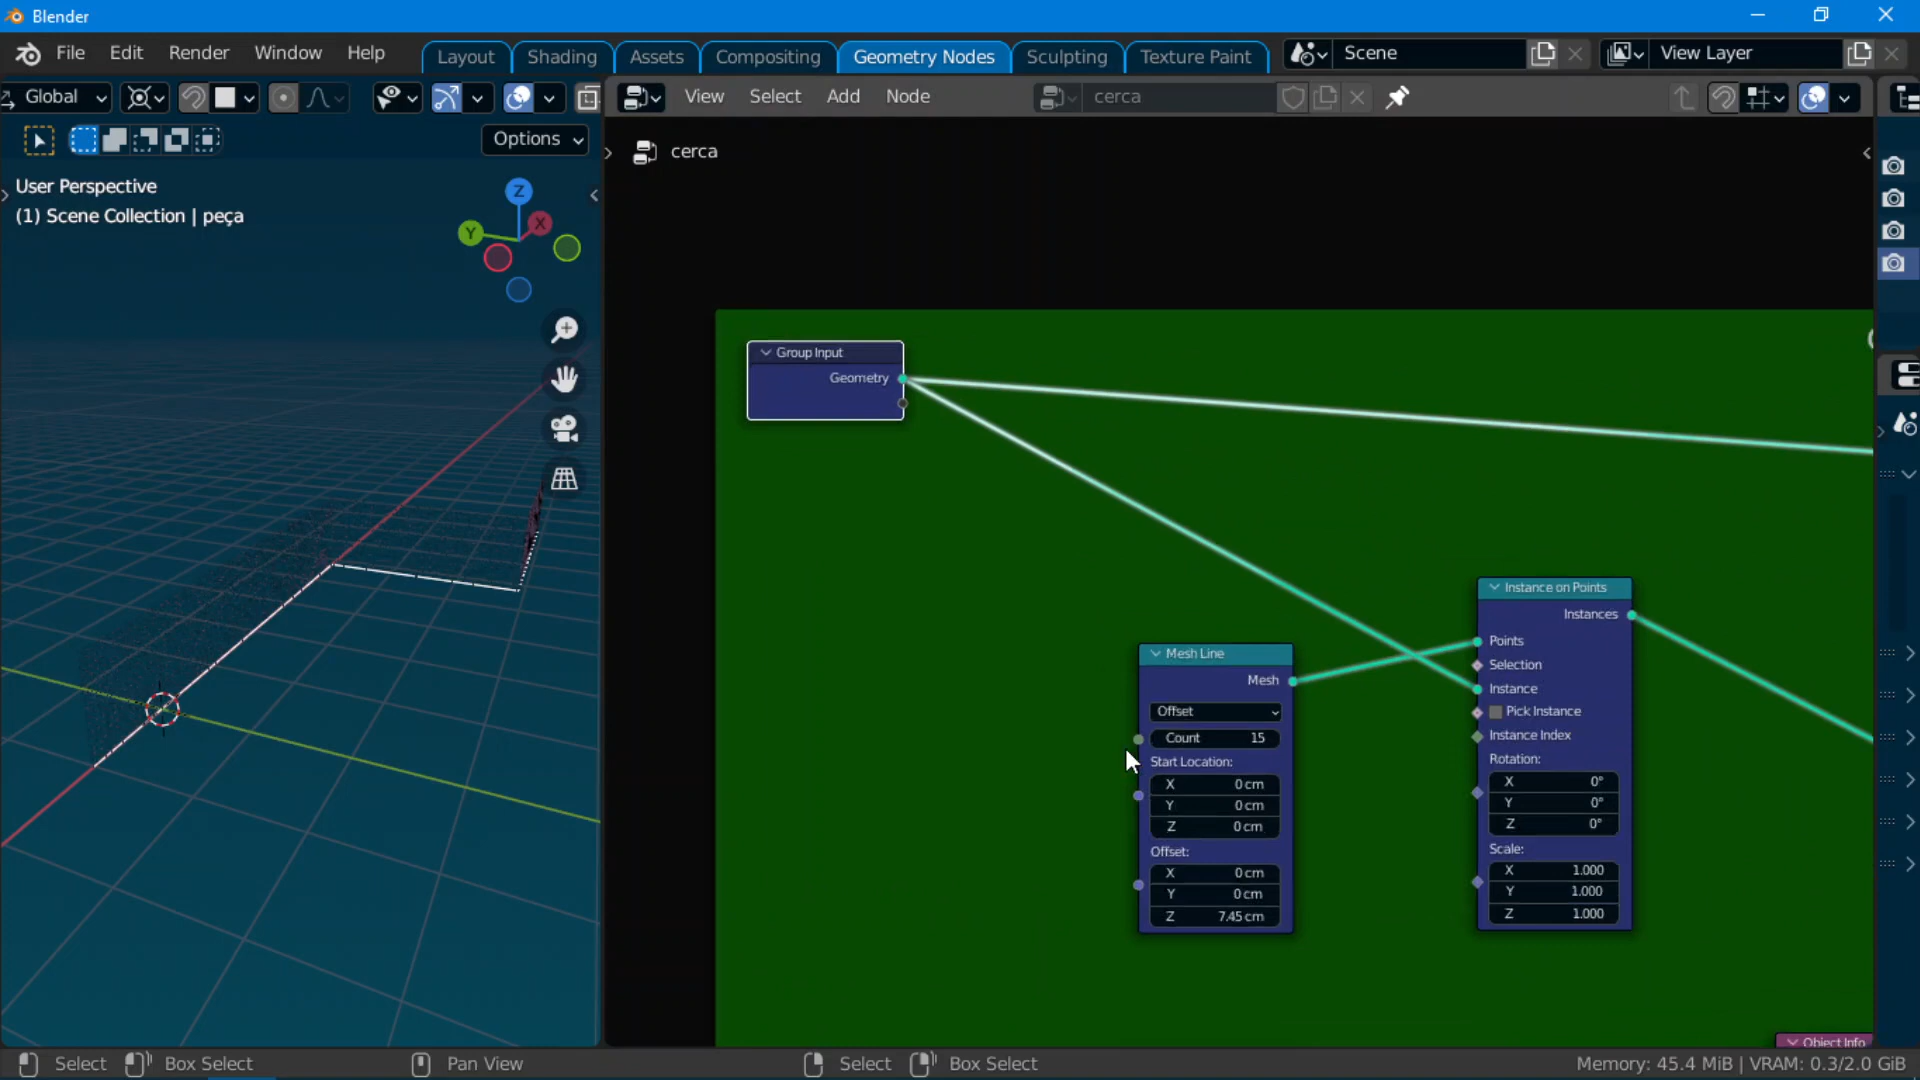 Blender
File Edit Render Window Help
Layout Shading Assets Compositing Geometry Nodes Sculpting Texture Paint
Scene
View Layer
Global
View Select Add Node
cerca
Options
cerca
User Perspective
(1) Scene Collection | peça
Z
Y
X
Group Input
Geometry
Instance on Points
Instances
Points
Selection
Instance
Pick Instance
Instance Index
Rotation:
X 0°
Y 0°
Z 0°
Scale:
X 1.000
Y 1.000
Z 1.000
Mesh Line
Mesh
Offset
Count 15
Start Location:
X 0 cm
Y 0 cm
Z 0 cm
Offset:
X 0 cm
Y 0 cm
Z 7.45 cm
Object Info
Select Box Select Pan View Select Box Select Memory: 45.4 MiB | VRAM: 0.3/2.0 GiB